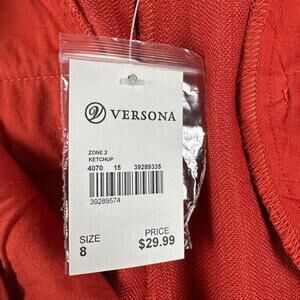 VERSONA
ZONE 2
KETCHUP
4070 15 39289335
39289574
SIZE PRICE
8 $29.99